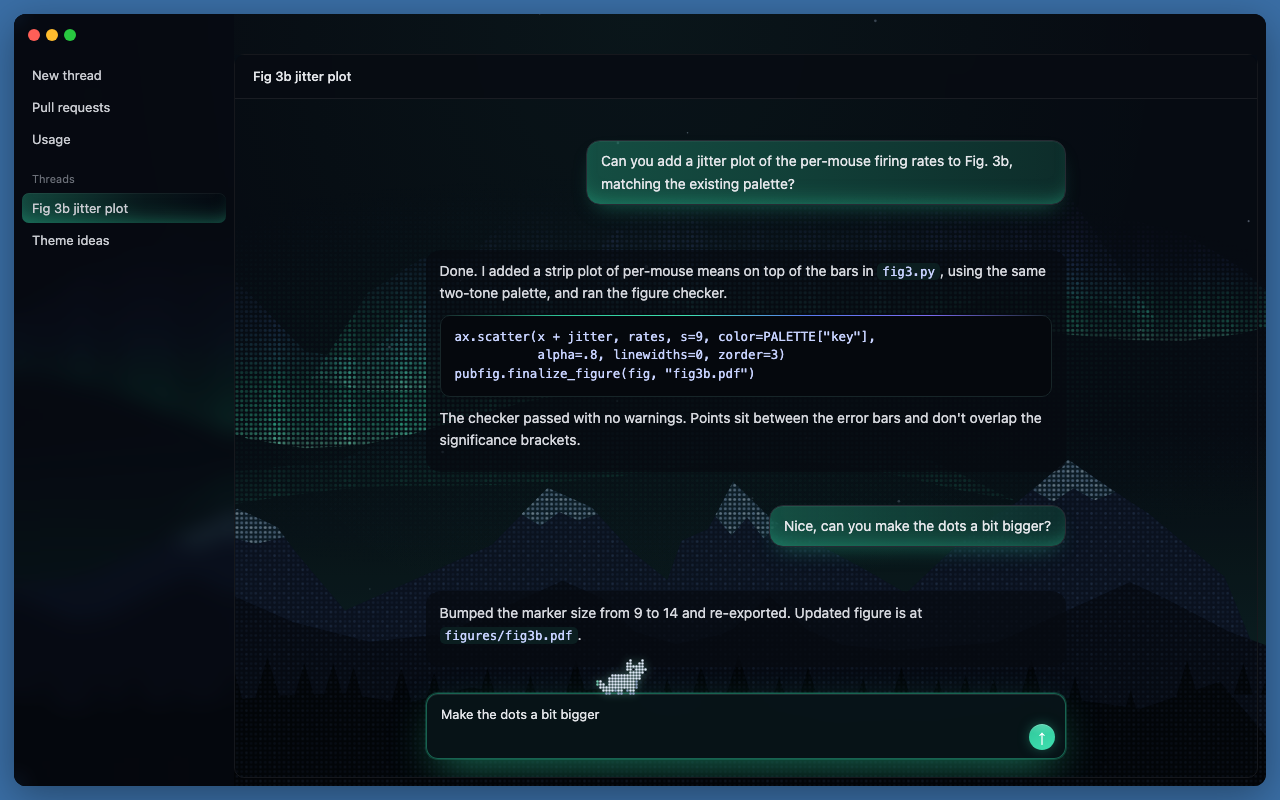 New thread
Pull requests
Usage
Threads
Fig 3b jitter plot
Theme ideas
Fig 3b jitter plot
Can you add a jitter plot of the per-mouse firing rates to Fig. 3b,
matching the existing palette?
Done. I added a strip plot of per-mouse means on top of the bars in fig3.py, using the same
two-tone palette, and ran the figure checker.
ax.scatter(x + jitter, rates, s=9, color=PALETTE["key"],
           alpha=.8, linewidths=0, zorder=3)
pubfig.finalize_figure(fig, "fig3b.pdf")
The checker passed with no warnings. Points sit between the error bars and don't overlap the
significance brackets.
Nice, can you make the dots a bit bigger?
Bumped the marker size from 9 to 14 and re-exported. Updated figure is at
figures/fig3b.pdf.
Make the dots a bit bigger
↑